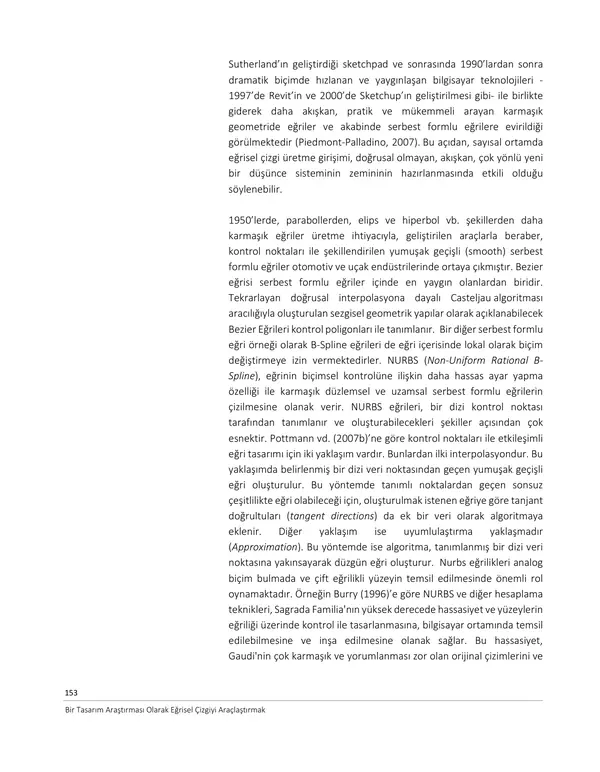 Sutherland’ın geliştirdiği sketchpad ve sonrasında 1990’lardan sonra
dramatik biçimde hızlanan ve yaygınlaşan bilgisayar teknolojileri -
1997’de Revit’in ve 2000’de Sketchup’ın geliştirilmesi gibi- ile birlikte
giderek daha akışkan, pratik ve mükemmeli arayan karmaşık
geometride eğriler ve akabinde serbest formlu eğrilere evirildiği
görülmektedir (Piedmont-Palladino, 2007). Bu açıdan, sayısal ortamda
eğrisel çizgi üretme girişimi, doğrusal olmayan, akışkan, çok yönlü yeni
bir düşünce sisteminin zemininin hazırlanmasında etkili olduğu
söylenebilir.
1950’lerde, parabollerden, elips ve hiperbol vb. şekillerden daha
karmaşık eğriler üretme ihtiyacıyla, geliştirilen araçlarla beraber,
kontrol noktaları ile şekillendirilen yumuşak geçişli (smooth) serbest
formlu eğriler otomotiv ve uçak endüstrilerinde ortaya çıkmıştır. Bezier
eğrisi serbest formlu eğriler içinde en yaygın olanlardan biridir.
Tekrarlayan doğrusal interpolasyona dayalı Casteljau algoritması
aracılığıyla oluşturulan sezgisel geometrik yapılar olarak açıklanabilecek
Bezier Eğrileri kontrol poligonları ile tanımlanır. Bir diğer serbest formlu
eğri örneği olarak B-Spline eğrileri de eğri içerisinde lokal olarak biçim
değiştirmeye izin vermektedirler. NURBS (Non-Uniform Rational B-
Spline), eğrinin biçimsel kontrolüne ilişkin daha hassas ayar yapma
özelliği ile karmaşık düzlemsel ve uzamsal serbest formlu eğrilerin
çizilmesine olanak verir. NURBS eğrileri, bir dizi kontrol noktası
tarafından tanımlanır ve oluşturabilecekleri şekiller açısından çok
esnektir. Pottmann vd. (2007b)’ne göre kontrol noktaları ile etkileşimli
eğri tasarımı için iki yaklaşım vardır. Bunlardan ilki interpolasyondur. Bu
yaklaşımda belirlenmiş bir dizi veri noktasından geçen yumuşak geçişli
eğri oluşturulur. Bu yöntemde tanımlı noktalardan geçen sonsuz
çeşitlilikte eğri olabileceği için, oluşturulmak istenen eğriye göre tanjant
doğrultuları (tangent directions) da ek bir veri olarak algoritmaya
eklenir. Diğer yaklaşım ise uyumlulaştırma yaklaşmadır
(Approximation). Bu yöntemde ise algoritma, tanımlanmış bir dizi veri
noktasına yakınsayarak düzgün eğri oluşturur. Nurbs eğrilikleri analog
biçim bulmada ve çift eğrilikli yüzeyin temsil edilmesinde önemli rol
oynamaktadır. Örneğin Burry (1996)’e göre NURBS ve diğer hesaplama
teknikleri, Sagrada Familia'nın yüksek derecede hassasiyet ve yüzeylerin
eğriliği üzerinde kontrol ile tasarlanmasına, bilgisayar ortamında temsil
edilebilmesine ve inşa edilmesine olanak sağlar. Bu hassasiyet,
Gaudi'nin çok karmaşık ve yorumlanması zor olan orijinal çizimlerini ve
153
Bir Tasarım Araştırması Olarak Eğrisel Çizgiyi Araçlaştırmak